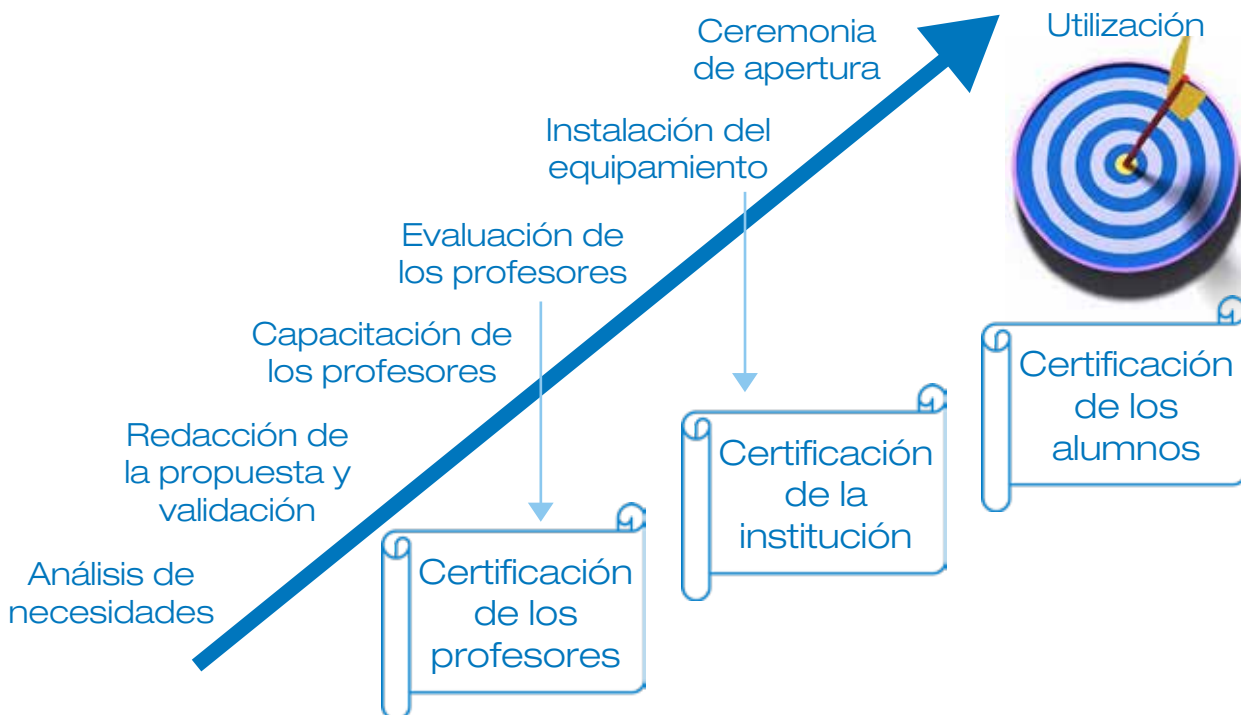 Ceremonia
de apertura
Utilización
Instalación del
equipamiento
Evaluación de
los profesores
Capacitación de
los profesores
Redacción de
la propuesta y
validación
Análisis de
necesidades
Certificación
de los
profesores
Certificación
de la
institución
Certificación
de los
alumnos